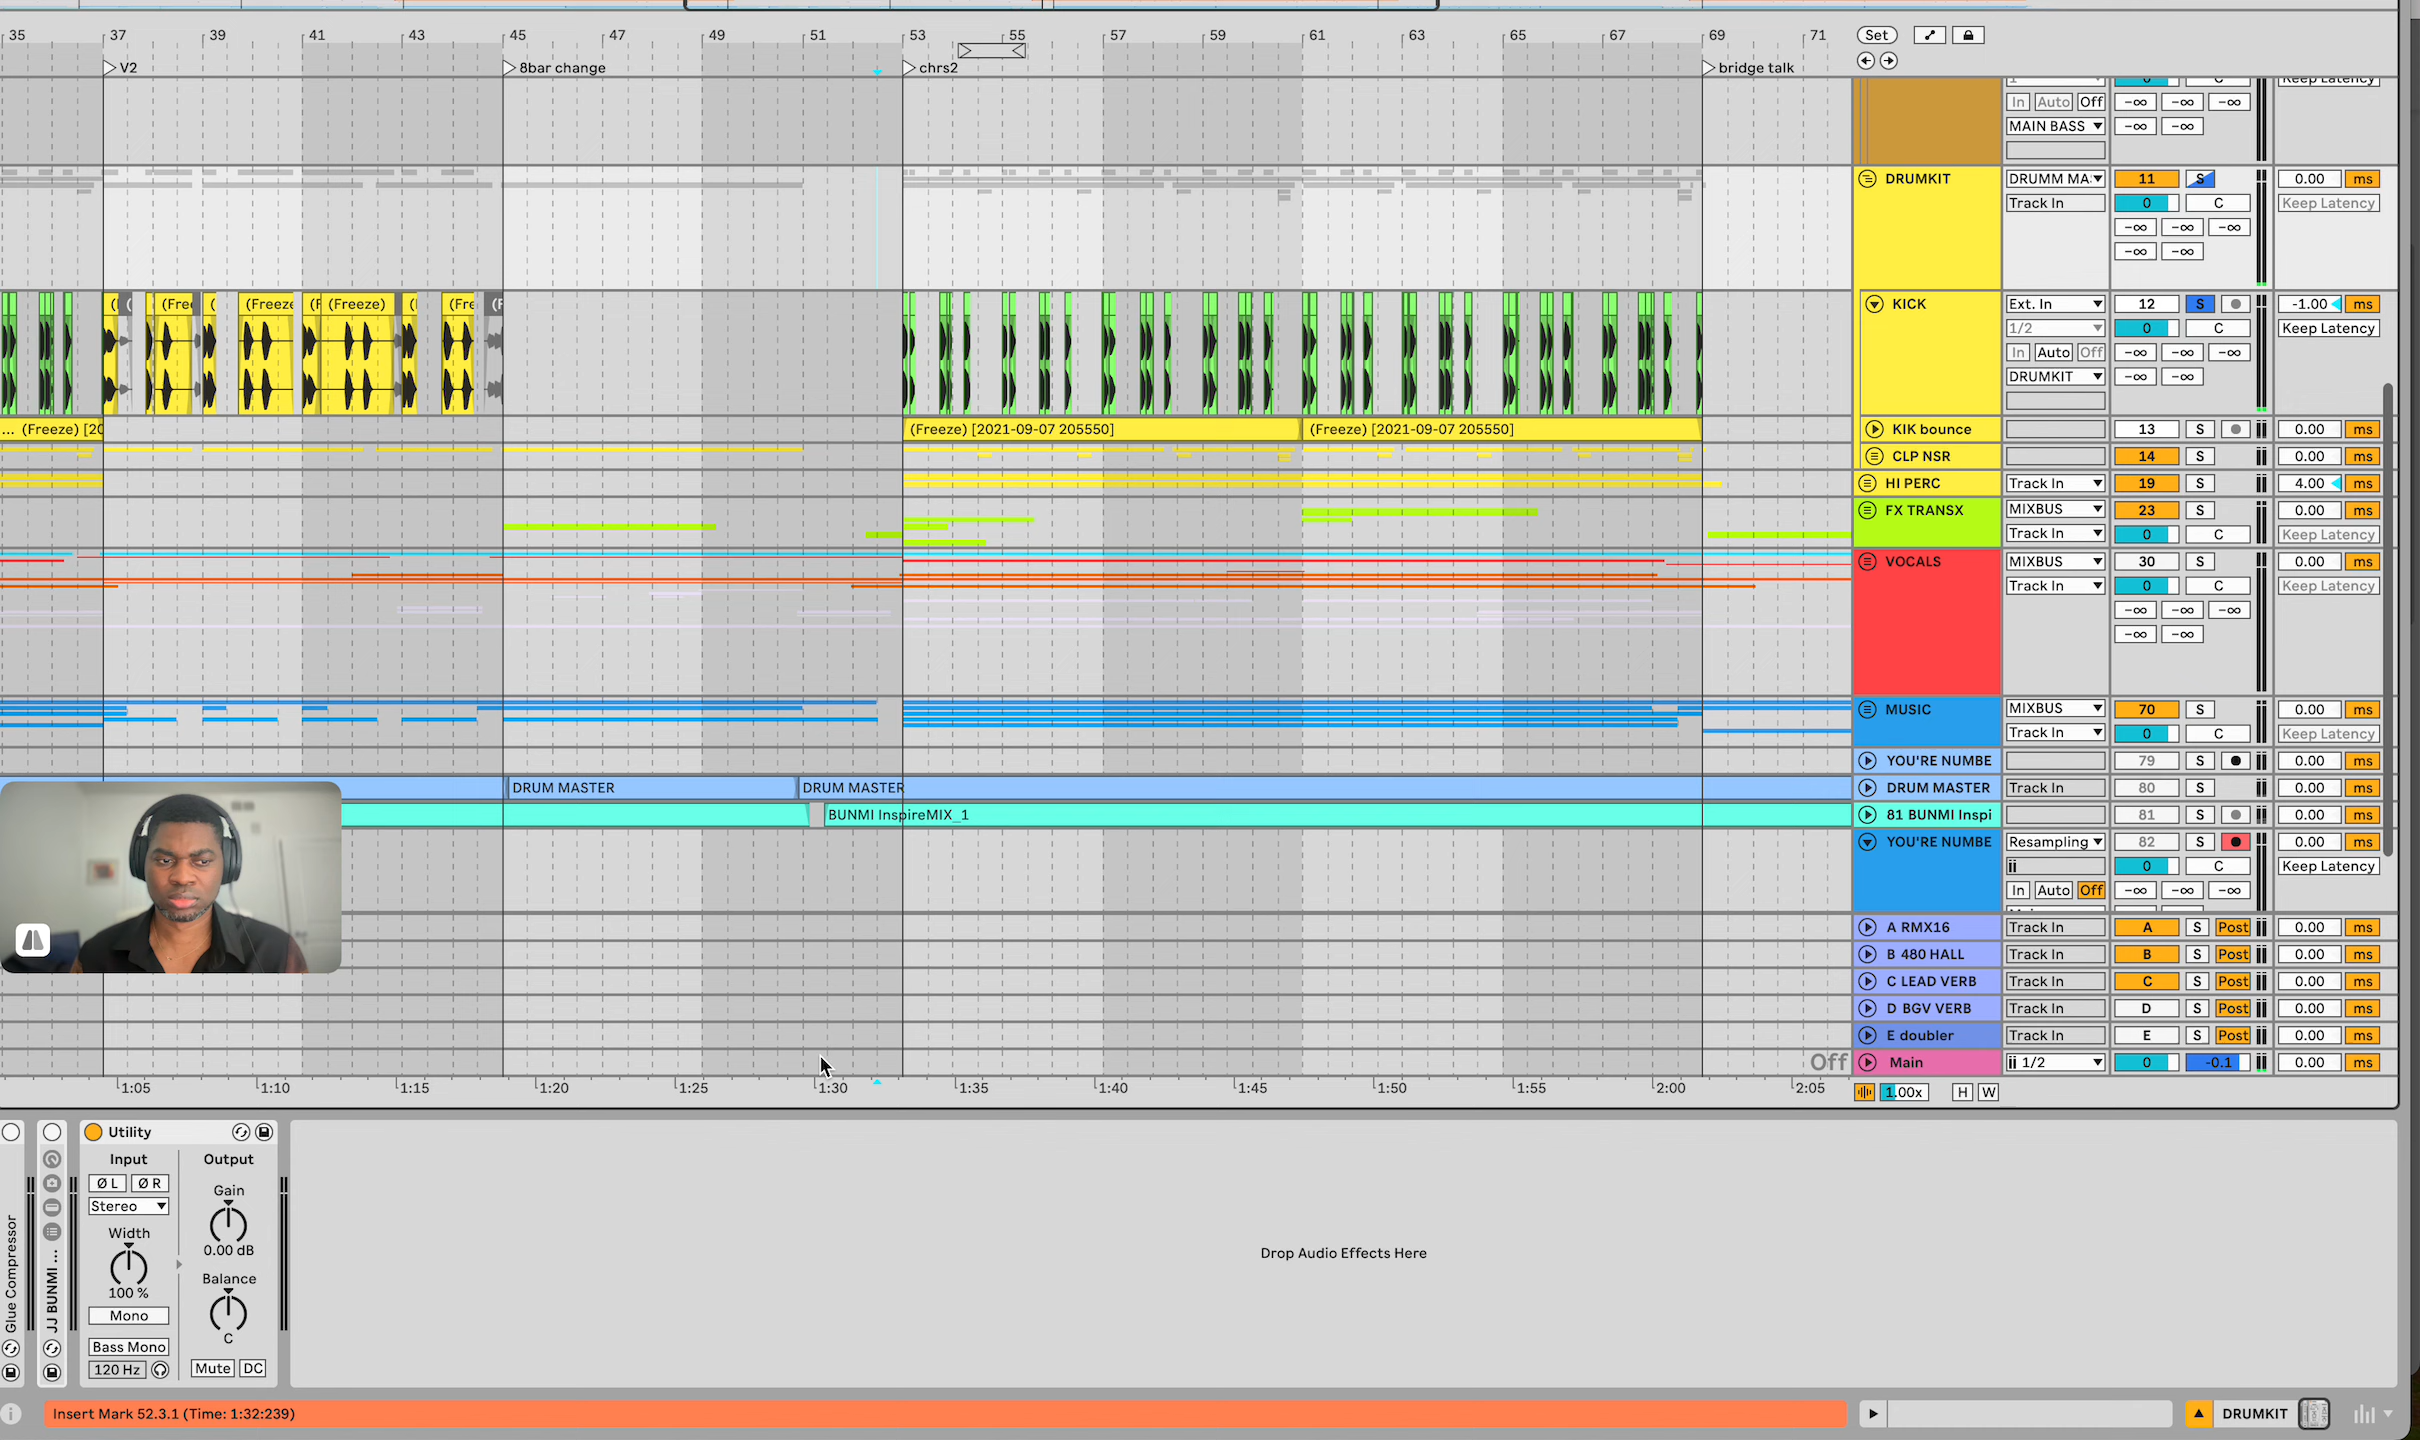 35 37 39 41 43 45 47 49 51 53 55 57 59 61 63 65 67 69 71 Set
V2 8bar change chrs2 bridge talk
In Auto Off -∞ -∞ -∞
MAIN BASS -∞ -∞
DRUMKIT DRUMM MA: 11 S 0.00 ms
Track In 0 C Keep Latency
-∞ -∞ -∞
-∞ -∞
(Freeze (Freeze) (Fre KICK Ext. In 12 S -1.00 ms
1/2 0 C Keep Latency
In Auto Off -∞ -∞ -∞
DRUMKIT -∞ -∞
... (Freeze) [20 (Freeze) [2021-09-07 205550] (Freeze) [2021-09-07 205550] KIK bounce 13 S 0.00 ms
CLP NSR 14 S 0.00 ms
HI PERC Track In 19 S 4.00 ms
FX TRANSX MIXBUS 23 S 0.00 ms
Track In 0 C Keep Latency
VOCALS MIXBUS 30 S 0.00 ms
Track In 0 C Keep Latency
-∞ -∞ -∞
-∞ -∞
MUSIC MIXBUS 70 S 0.00 ms
Track In 0 C Keep Latency
YOU'RE NUMBE 79 S 0.00 ms
DRUM MASTER DRUM MASTER DRUM MASTER Track In 80 S 0.00 ms
BUNMI InspireMIX_1 81 BUNMI Inspi 81 S 0.00 ms
YOU'RE NUMBE Resampling 82 S 0.00 ms
ii 0 C Keep Latency
In Auto Off -∞ -∞ -∞
A RMX16 Track In A S Post 0.00 ms
B 480 HALL Track In B S Post 0.00 ms
C LEAD VERB Track In C S Post 0.00 ms
D BGV VERB Track In D S Post 0.00 ms
E doubler Track In E S Post 0.00 ms
Off Main ii 1/2 0 -0.1 0.00 ms
1:05 1:10 1:15 1:20 1:25 1:30 1:35 1:40 1:45 1:50 1:55 2:00 2:05 1.00x H W
Glue Compressor
JJ BUNMI ...
Utility
Input Output
Ø L Ø R
Stereo Gain
Width
0.00 dB
Balance
100 %
Mono
C
Bass Mono
120 Hz Mute DC
Drop Audio Effects Here
Insert Mark 52.3.1 (Time: 1:32:239) DRUMKIT